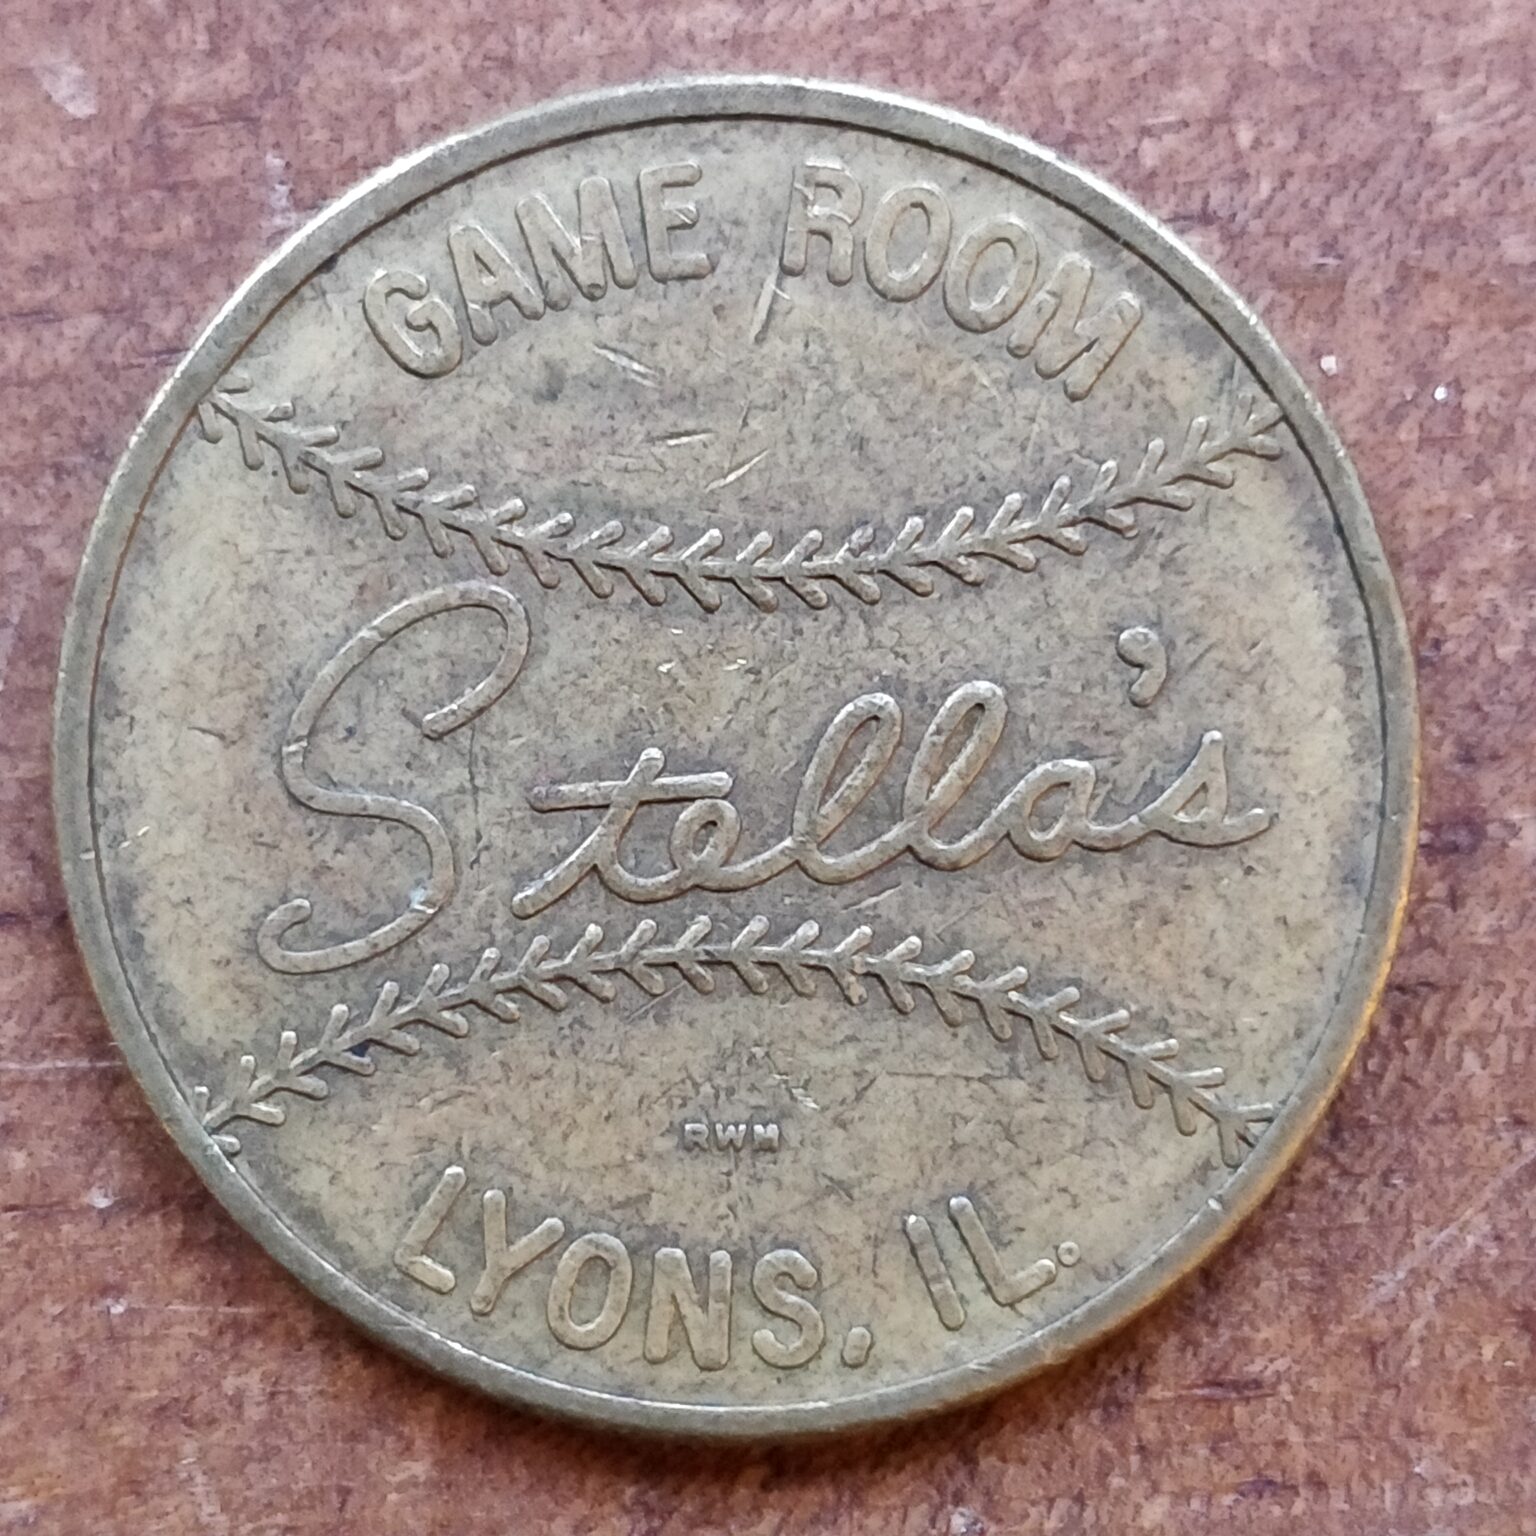 GAME ROOM
Stella's
RWM
LYONS, IL.